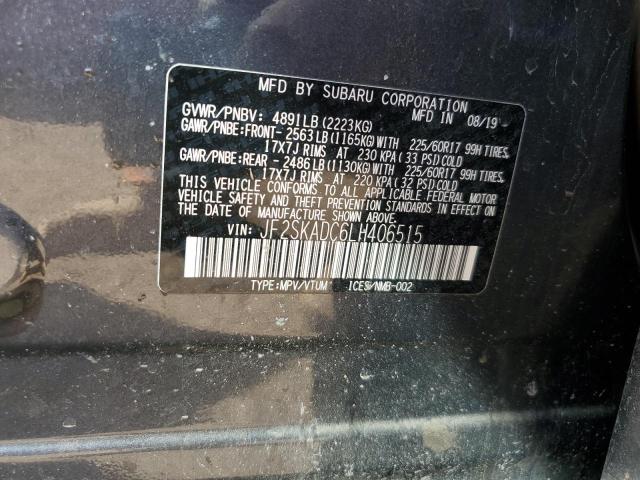 MFD BY SUBARU CORPORATION
GVWR/PNBV: 4891LB(2223KG) MFD IN 08/19
GAWR/PNBE:FRONT-2563LB(1165KG)WITH 225/60R17 99H TIRES,
17X7J RIMS AT 230 KPA(33 PSI)COLD
GAWR/PNBE:REAR -2486LB(1130KG)WITH 225/60R17 99H TIRES,
17X7J RIMS AT 220 KPA(32 PSI)COLD
THIS VEHICLE CONFORMS TO ALL APPLICABLE FEDERAL MOTOR
VEHICLE SAFETY AND THEFT PREVENTION STANDARDS IN EFFECT ON
THE DATE OF MANUFACTURE SHOWN ABOVE.
VIN: JF2SKADC6LH406515
TYPE:MPV/VTUM ICES/NMB-002